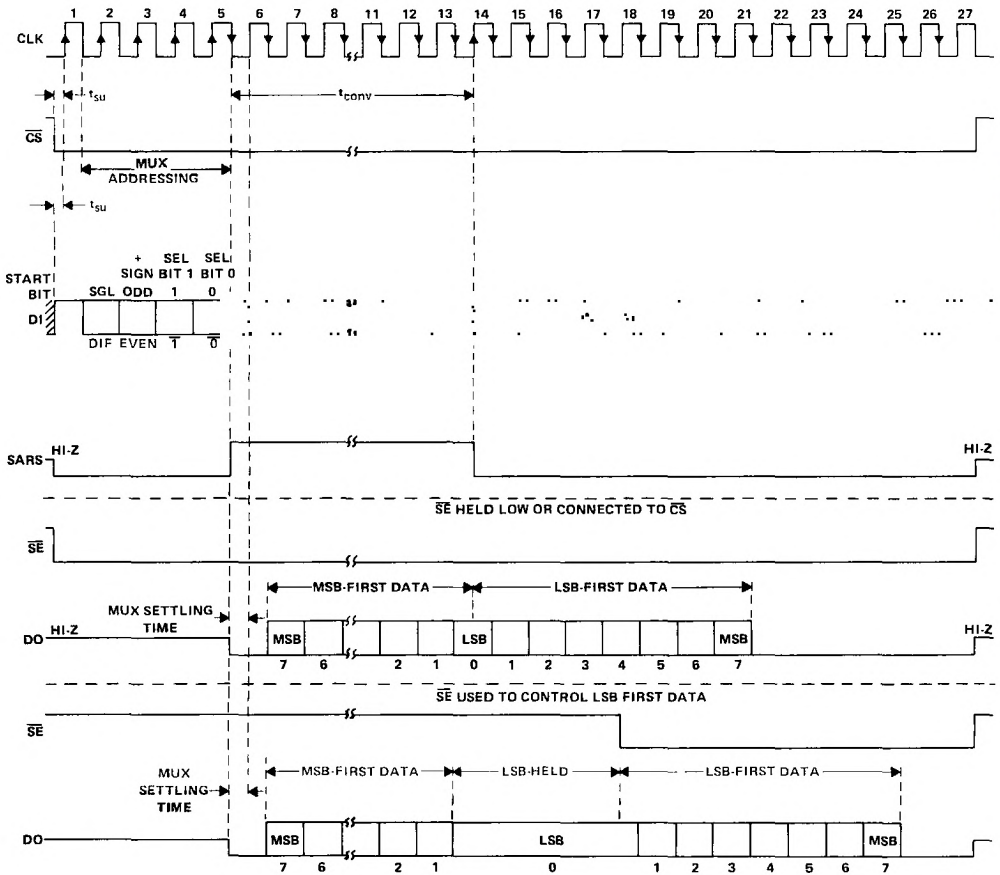 1 2 3 4 5 6 7 8 11 12 13 14 15 16 17 18 19 20 21 22 23 24 25 26 27
CLK
tsu
tconv
CS
MUX
ADDRESSING
tsu
+ SEL SEL
START SIGN BIT 1 BIT 0
BIT SGL ODD 1 0
DI
DIF EVEN 1 0
HI-Z HI-Z
SARS
SE HELD LOW OR CONNECTED TO CS
SE
MSB-FIRST DATA LSB-FIRST DATA
MUX SETTLING
TIME
HI-Z HI-Z
DO MSB LSB MSB
7 6 2 1 0 1 2 3 4 5 6 7
SE USED TO CONTROL LSB FIRST DATA
SE
MUX
SETTLING
TIME
MSB-FIRST DATA LSB-HELD LSB-FIRST DATA
DO MSB LSB MSB
7 6 2 1 0 1 2 3 4 5 6 7